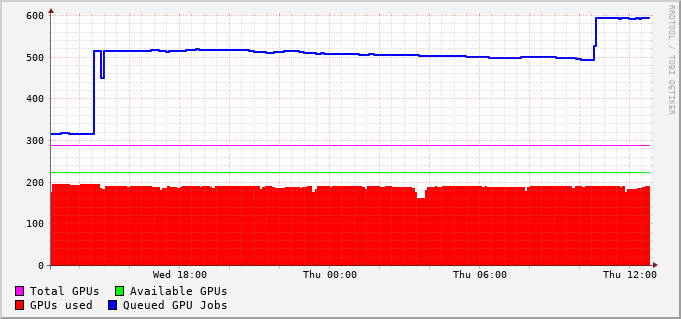 600
500
400
300
200
100
0
Wed 18:00 Thu 00:00 Thu 06:00 Thu 12:00
Total GPUs Available GPUs
GPUs used Queued GPU Jobs
RRDTOOL / TOBI OETIKER